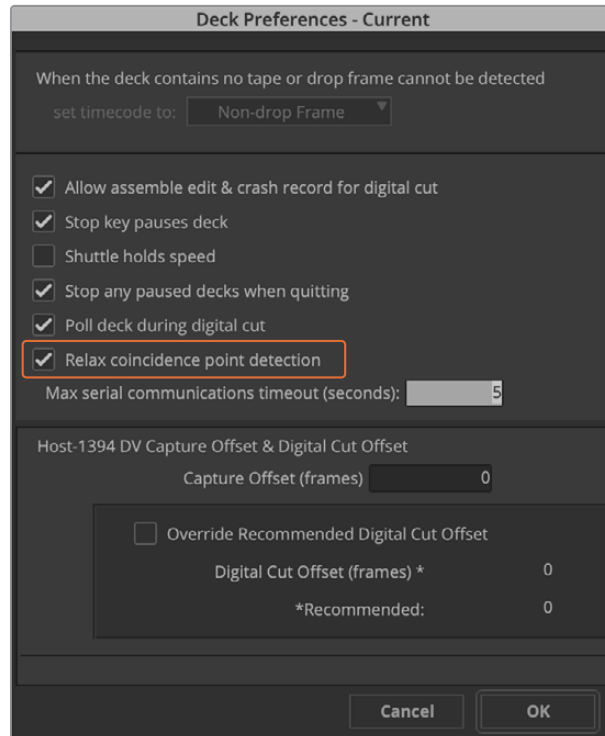 Deck Preferences - Current
When the deck contains no tape or drop frame cannot be detected
set timecode to: Non-drop Frame
Allow assemble edit & crash record for digital cut
Stop key pauses deck
Shuttle holds speed
Stop any paused decks when quitting
Poll deck during digital cut
Relax coincidence point detection
Max serial communications timeout (seconds): 5
Host-1394 DV Capture Offset & Digital Cut Offset
Capture Offset (frames) 0
Override Recommended Digital Cut Offset
Digital Cut Offset (frames) * 0
*Recommended: 0
Cancel OK